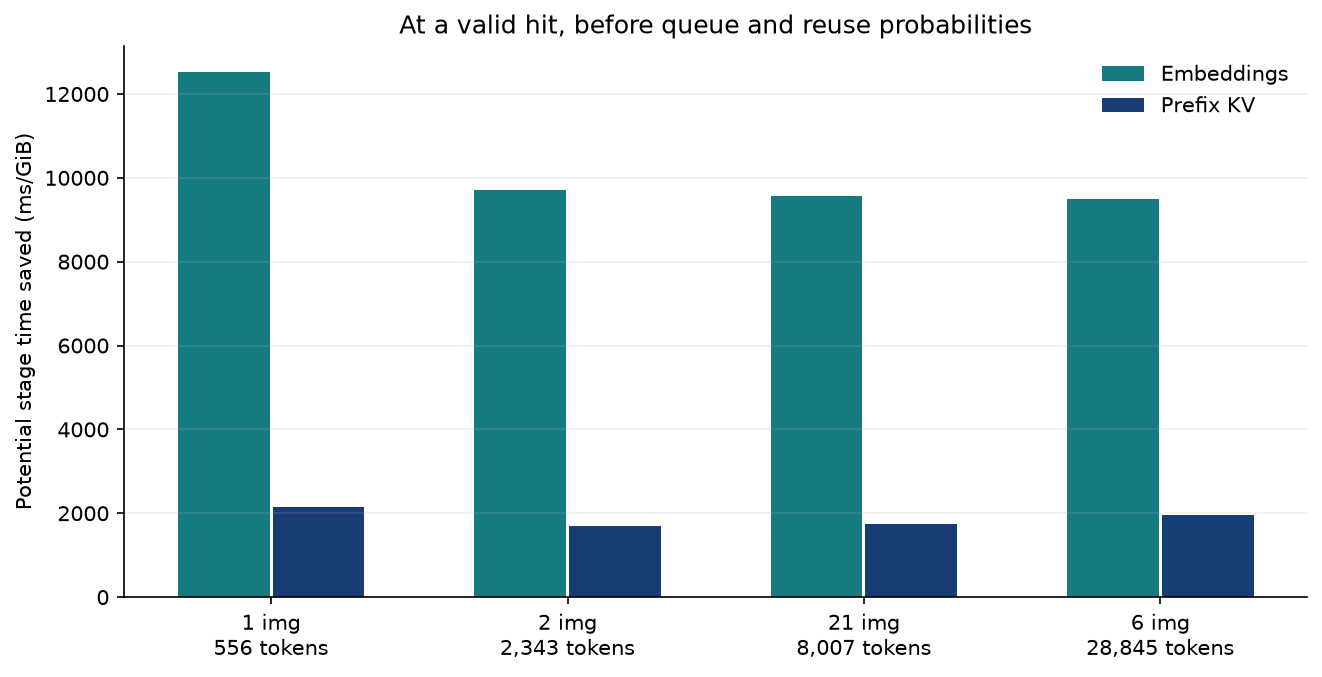 At a valid hit, before queue and reuse probabilities
Embeddings
Prefix KV
Potential stage time saved (ms/GiB)
12000
10000
8000
6000
4000
2000
0
1 img
556 tokens
2 img
2,343 tokens
21 img
8,007 tokens
6 img
28,845 tokens